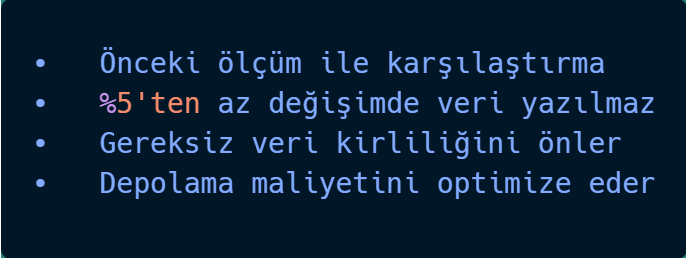 • Önceki ölçüm ile karşılaştırma
• %5'ten az değişimde veri yazılmaz
• Gereksiz veri kirliliğini önler
• Depolama maliyetini optimize eder